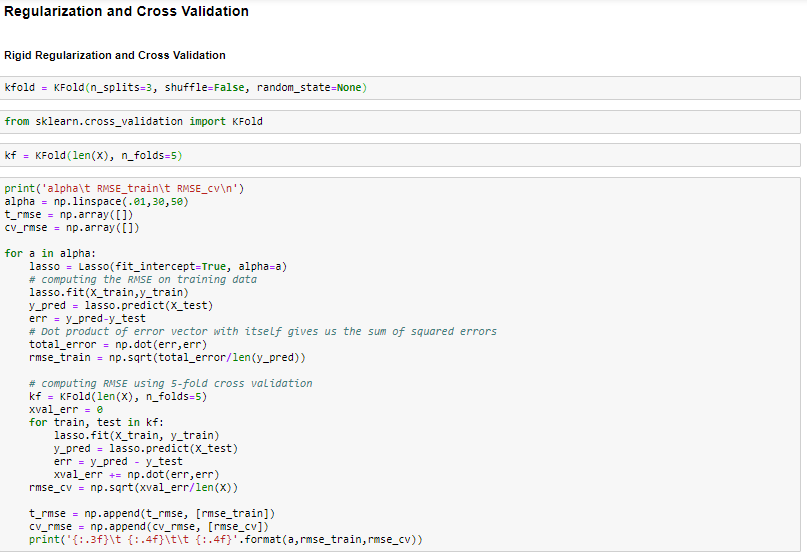 Regularization and Cross Validation
Rigid Regularization and Cross Validation
kfold = KFold(n_splits=3, shuffle=False, random_state=None)
from sklearn.cross_validation import KFold
kf = KFold(len(X), n_folds=5)
print('alpha\t RMSE_train\t RMSE_cv\n')
alpha = np.linspace(.01,30,50)
t_rmse = np.array([])
cv_rmse = np.array([])
for a in alpha:
    lasso = Lasso(fit_intercept=True, alpha=a)
    # computing the RMSE on training data
    lasso.fit(X_train,y_train)
    y_pred = lasso.predict(X_test)
    err = y_pred-y_test
    # Dot product of error vector with itself gives us the sum of squared errors
    total_error = np.dot(err,err)
    rmse_train = np.sqrt(total_error/len(y_pred))
    # computing RMSE using 5-fold cross validation
    kf = KFold(len(X), n_folds=5)
    xval_err = 0
    for train, test in kf:
        lasso.fit(X_train, y_train)
        y_pred = lasso.predict(X_test)
        err = y_pred - y_test
        xval_err += np.dot(err,err)
    rmse_cv = np.sqrt(xval_err/len(X))
    t_rmse = np.append(t_rmse, [rmse_train])
    cv_rmse = np.append(cv_rmse, [rmse_cv])
    print('{:.3f}\t {:.4f}\t\t {:.4f}'.format(a,rmse_train,rmse_cv))